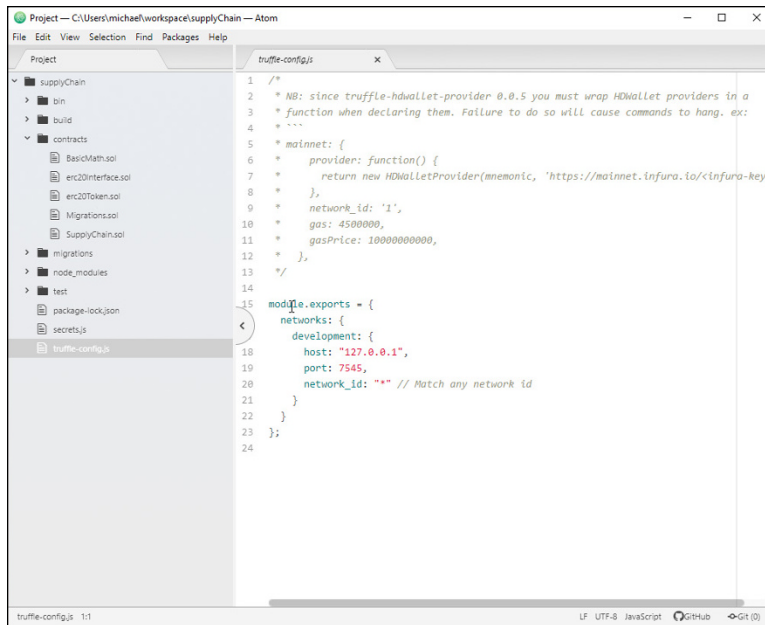 Project — C:\Users\michael\workspace\supplyChain — Atom
File Edit View Selection Find Packages Help
Project
supplyChain
bin
build
contracts
BasicMath.sol
erc20Interface.sol
erc20Token.sol
Migrations.sol
SupplyChain.sol
migrations
node_modules
test
package-lock.json
secrets.js
truffle-config.js
truffle-config.js
1 /*
2 * NB: since truffle-hdwallet-provider 0.0.5 you must wrap HDWallet providers in a
3 * function when declaring them. Failure to do so will cause commands to hang. ex:
4 * ```
5 * mainnet: {
6 * provider: function() {
7 * return new HDWalletProvider(mnemonic, 'https://mainnet.infura.io/<infura-key
8 * },
9 * network_id: '1',
10 * gas: 4500000,
11 * gasPrice: 10000000000,
12 * },
13 */
14
15 module.exports = {
networks: {
development: {
18 host: "127.0.0.1",
19 port: 7545,
20 network_id: "*" // Match any network id
21 }
22 }
23 };
24
truffle-config.js 1:1 LF UTF-8 JavaScript GitHub Git (0)